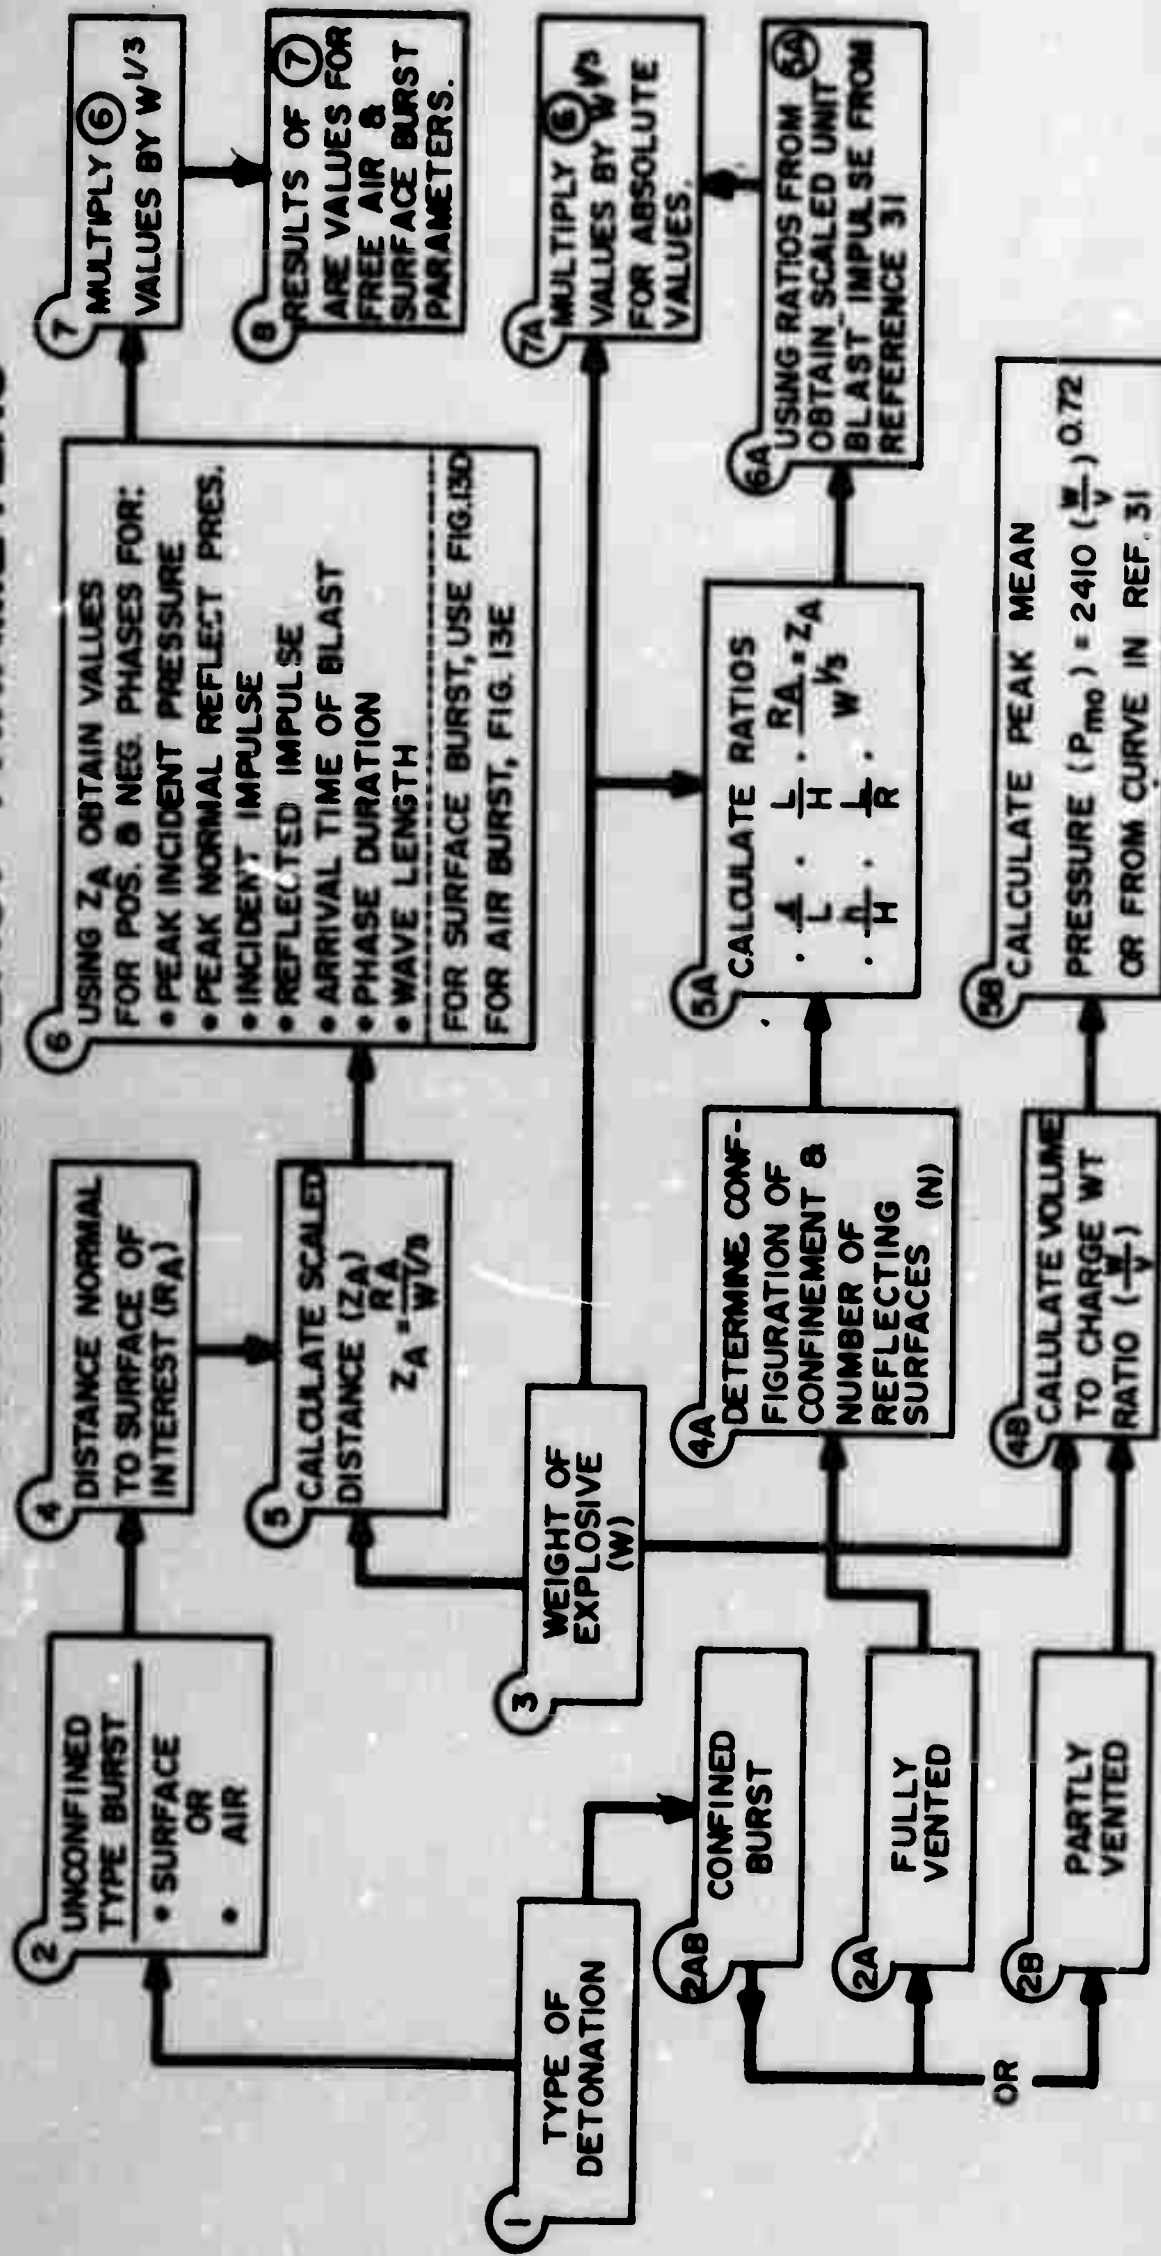 1
TYPE OF
DETONATION
2
UNCONFINED
TYPE BURST
• SURFACE
OR
• AIR
2AB
CONFINED
BURST
2A
FULLY
VENTED
OR
2B
PARTLY
VENTED
3
WEIGHT OF
EXPLOSIVE
(W)
4
DISTANCE NORMAL
TO SURFACE OF
INTEREST (RA)
5
CALCULATE SCALED
DISTANCE (ZA)
ZA = RA/W1/3
4A
DETERMINE CONF-
FIGURATION OF
CONFINEMENT &
NUMBER OF
REFLECTING
SURFACES (N)
4B
CALULATE VOLUME
TO CHARGE WT
RATIO (W/V)
6
USING ZA OBTAIN VALUES
FOR POS. & NEG. PHASES FOR:
• PEAK INCIDENT PRESSURE
• PEAK NORMAL REFLECT PRES.
• INCIDENT IMPULSE
• REFLECTED IMPULSE
• ARRIVAL TIME OF BLAST
• PHASE DURATION
• WAVE LENGTH
FOR SURFACE BURST, USE FIG.13D
FOR AIR BURST, FIG. 13E
5A
CALCULATE RATIOS
• ℓ/L • L/H • RA/W1/3 = ZA
• h/H • L/R •
5B
CALCULATE PEAK MEAN
PRESSURE (Pmo) = 2410 (W/V)0.72
OR FROM CURVE IN REF. 31
7
MULTIPLY 6
VALUES BY W1/3
8
RESULTS OF 7
ARE VALUES FOR
FREE AIR &
SURFACE BURST
PARAMETERS.
7A
MULTIPLY 6
VALUES BY W1/3
FOR ABSOLUTE
VALUES.
6A
USING RATIOS FROM 5A
OBTAIN SCALED UNIT
BLAST IMPULSE FROM
REFERENCE 31